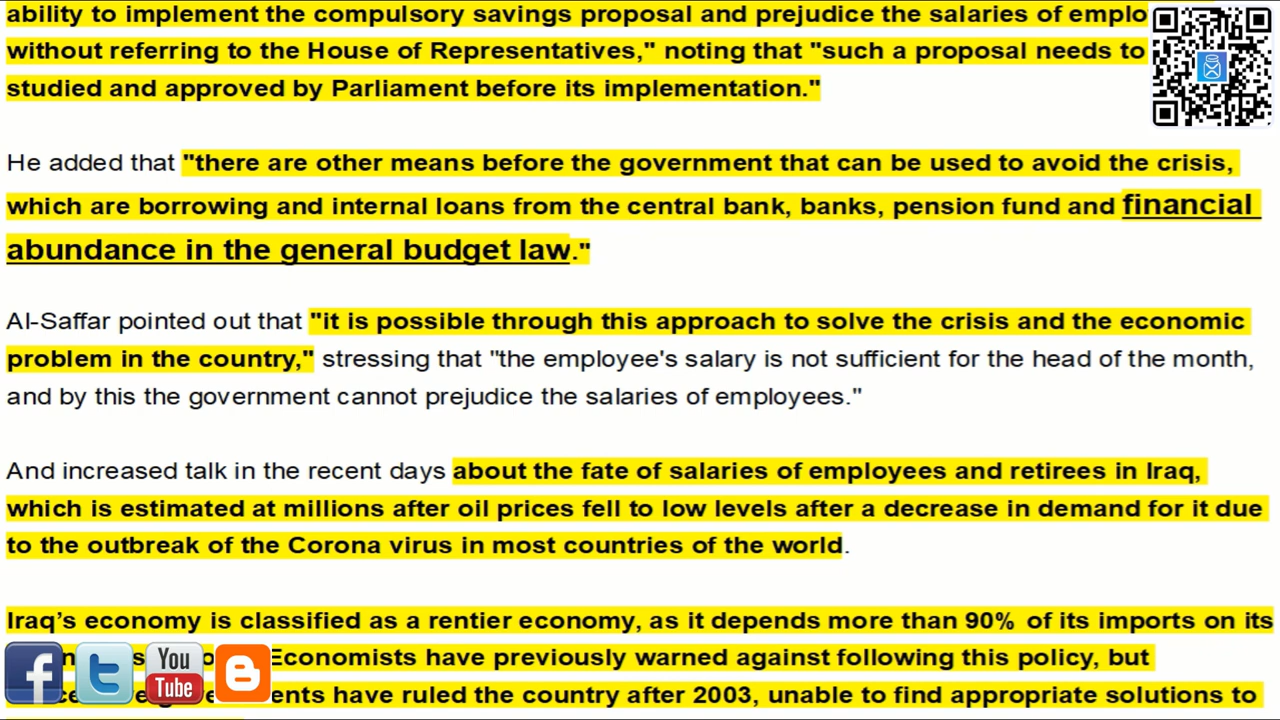 ability to implement the compulsory savings proposal and prejudice the salaries of emplo
without referring to the House of Representatives," noting that "such a proposal needs to
studied and approved by Parliament before its implementation."
He added that "there are other means before the government that can be used to avoid the crisis,
which are borrowing and internal loans from the central bank, banks, pension fund and financial
abundance in the general budget law."
Al-Saffar pointed out that "it is possible through this approach to solve the crisis and the economic
problem in the country," stressing that "the employee's salary is not sufficient for the head of the month,
and by this the government cannot prejudice the salaries of employees."
And increased talk in the recent days about the fate of salaries of employees and retirees in Iraq,
which is estimated at millions after oil prices fell to low levels after a decrease in demand for it due
to the outbreak of the Corona virus in most countries of the world.
Iraq's economy is classified as a rentier economy, as it depends more than 90% of its imports on its
Economists have previously warned against following this policy, but
ents have ruled the country after 2003, unable to find appropriate solutions to
You
Tube